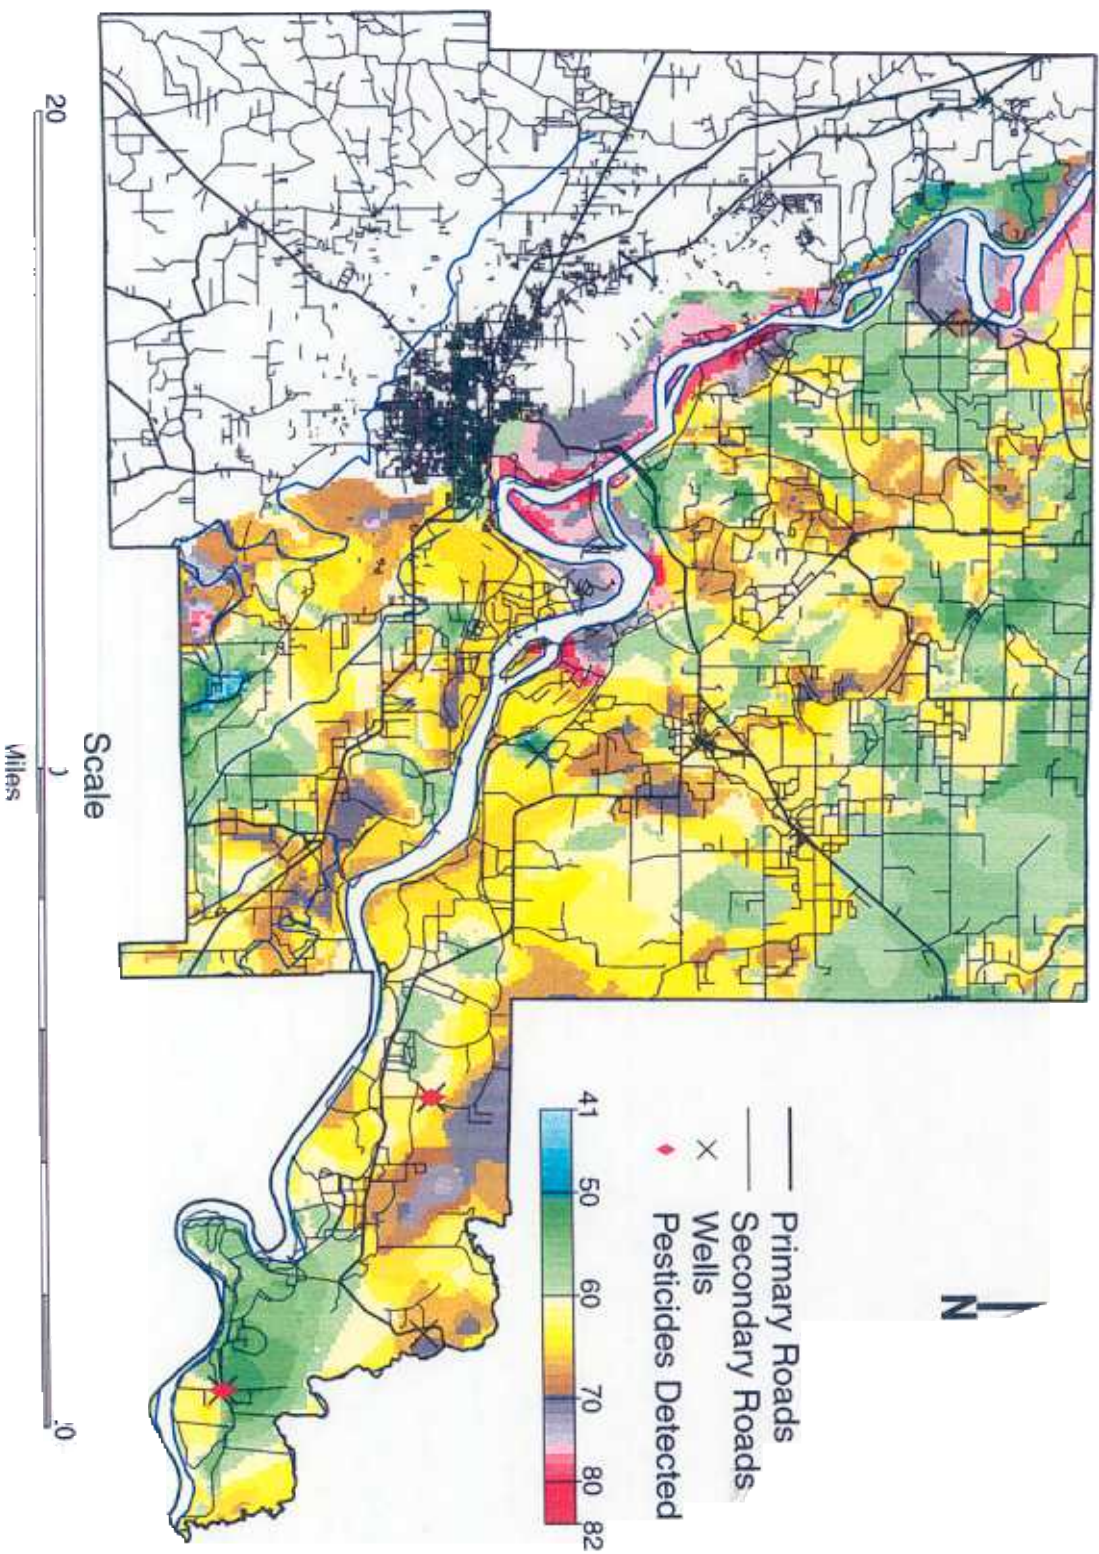 N
Primary Roads
Secondary Roads
Wells
Pesticides Detected
41 50 60 70 80 82
Scale
20
Miles